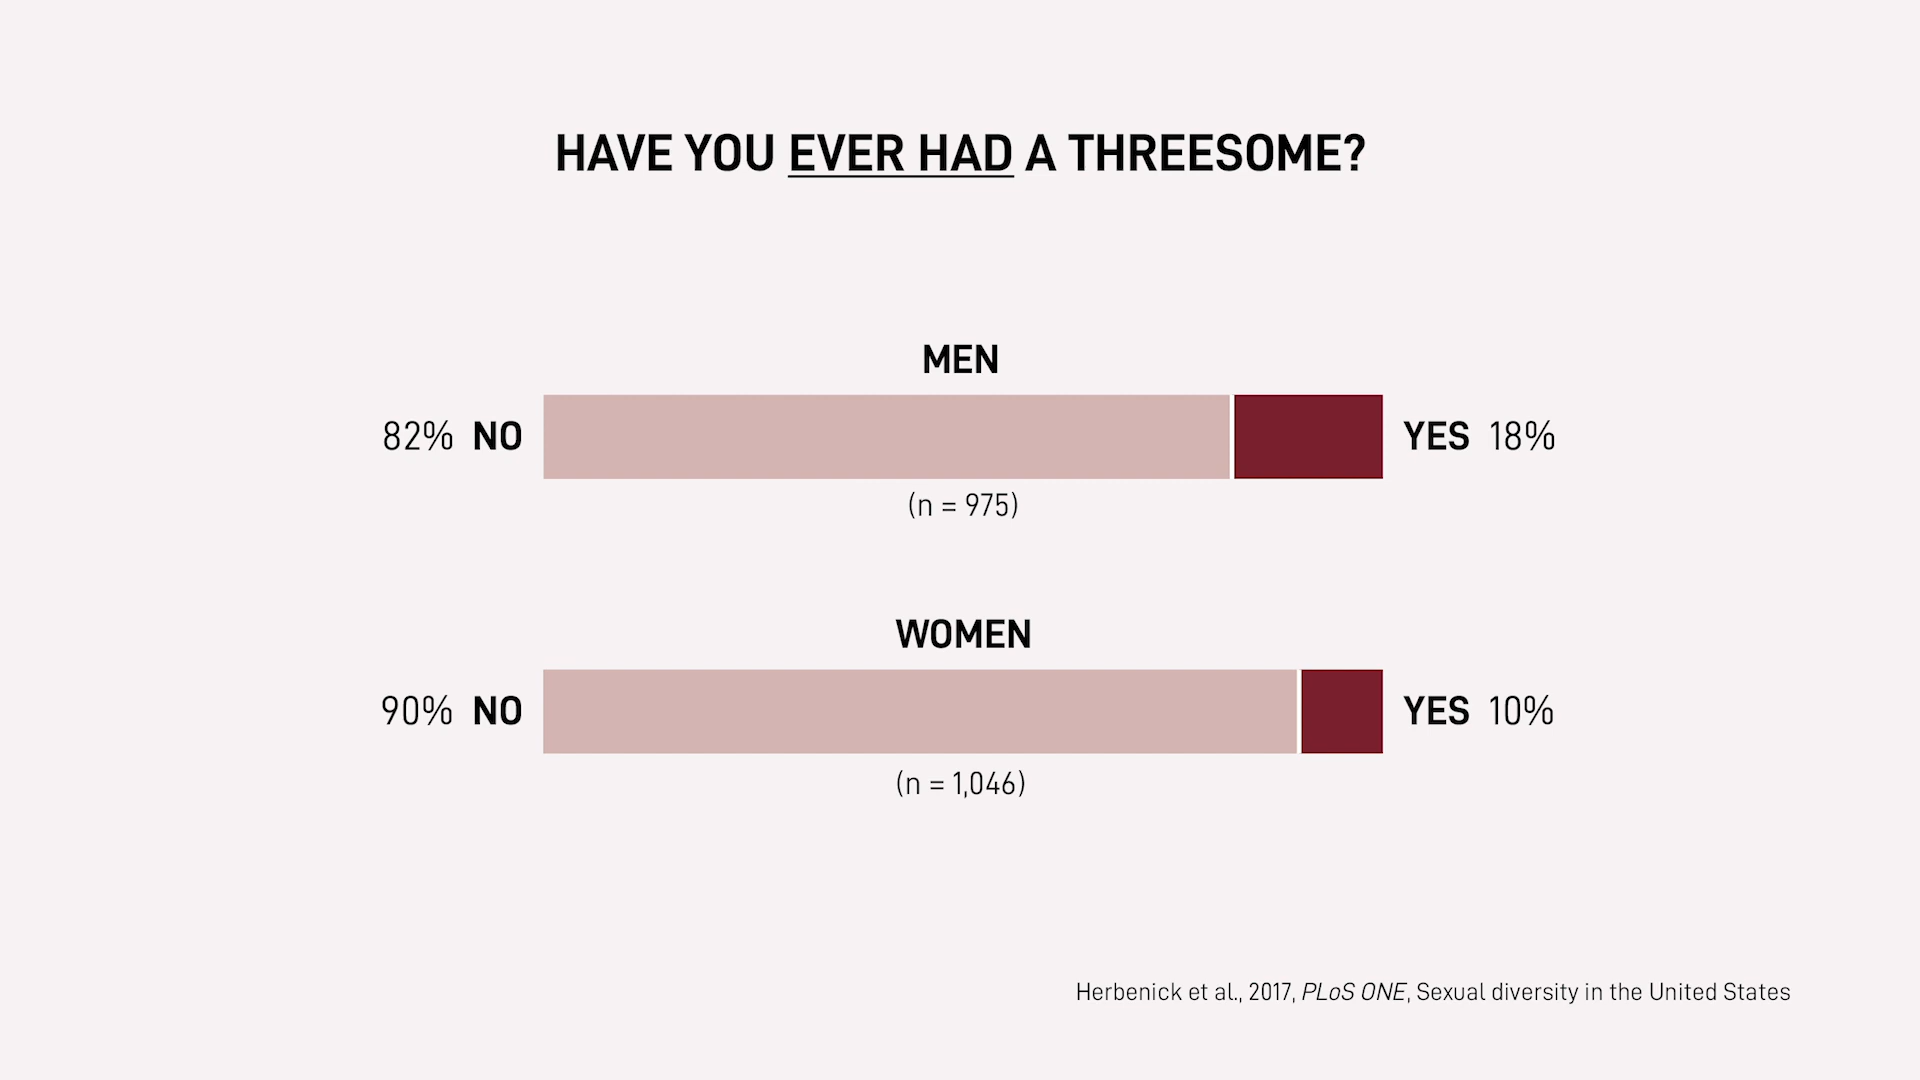 HAVE YOU EVER HAD A THREESOME?
MEN
82% NO YES 18%
(n = 975)
WOMEN
90% NO YES 10%
(n = 1,046)
Herbenick et al., 2017, PLoS ONE, Sexual diversity in the United States